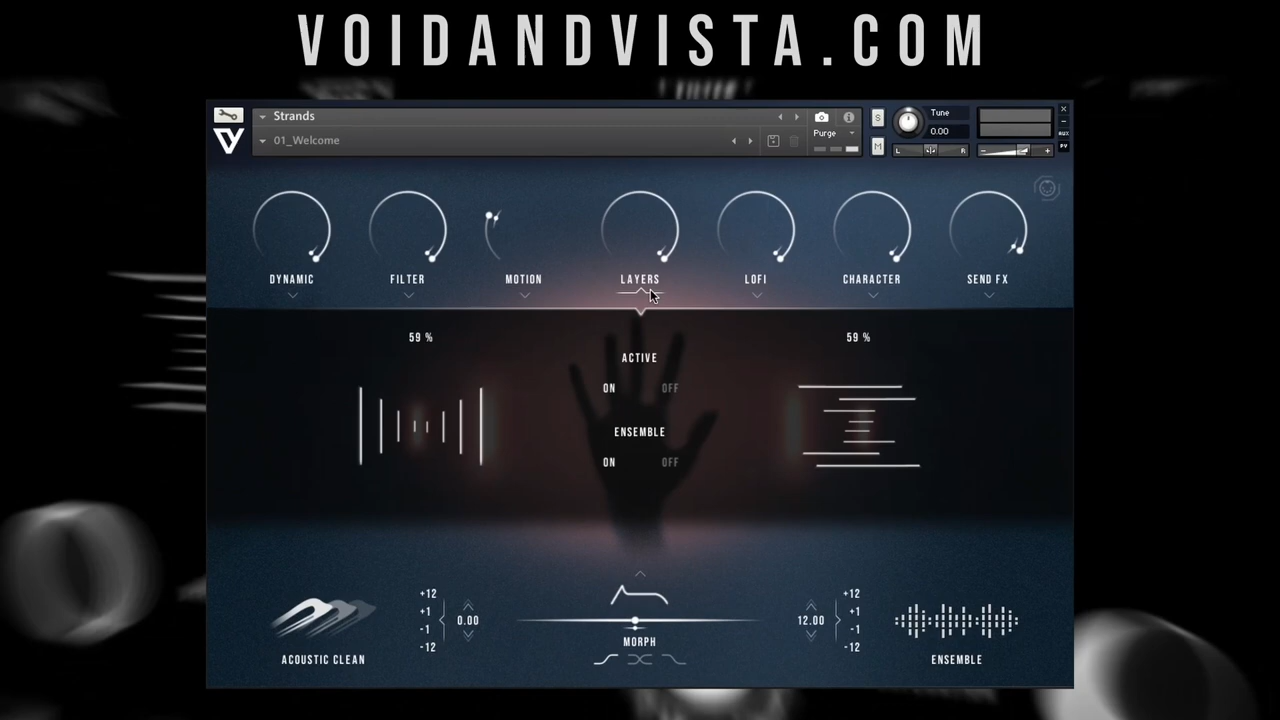 VOIDANDVISTA.COM
Strands
01_Welcome
Purge
S
M
Tune
0.00
L R
- +
×
-
AUX
PV
DYNAMIC
FILTER
MOTION
LAYERS
LOFI
CHARACTER
SEND FX
59 %
59 %
ACTIVE
ON OFF
ENSEMBLE
ON OFF
ACOUSTIC CLEAN
+12
+1
-1
-12
0.00
MORPH
12.00
+12
+1
-1
-12
ENSEMBLE